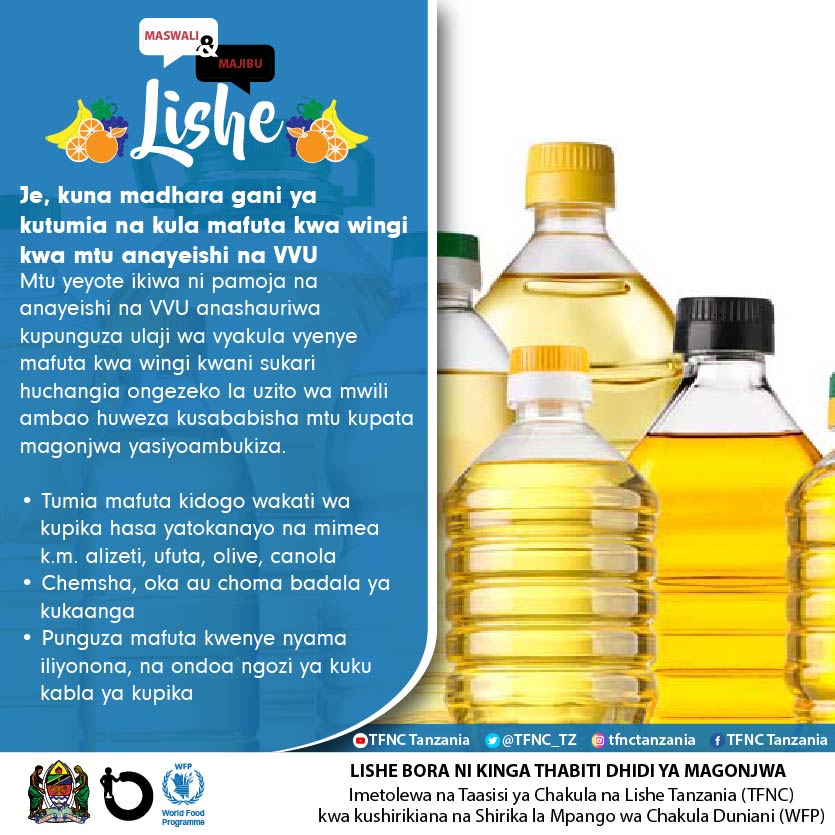 MASWALI
&
MAJIBU
Lishe
Je, kuna madhara gani ya
kutumia na kula mafuta kwa wingi
kwa mtu anayeishi na VVU
Mtu yeyote ikiwa ni pamoja na
anayeishi na VVU anashauriwa
kupunguza ulaji wa vyakula vyenye
mafuta kwa wingi kwani sukari
huchangia ongezeko la uzito wa mwili
ambao huweza kusababisha mtu kupata
magonjwa yasiyoambukiza.
• Tumia mafuta kidogo wakati wa
kupika hasa yatokanayo na mimea
k.m. alizeti, ufuta, olive, canola
• Chemsha, oka au choma badala ya
kukaanga
• Punguza mafuta kwenye nyama
iliyonona, na ondoa ngozi ya kuku
kabla ya kupika
TFNC Tanzania @TFNC_TZ tfnctanzania TFNC Tanzania
WFP
World Food
Programme
LISHE BORA NI KINGA THABITI DHIDI YA MAGONJWA
Imetolewa na Taasisi ya Chakula na Lishe Tanzania (TFNC)
kwa kushirikiana na Shirika la Mpango wa Chakula Duniani (WFP)